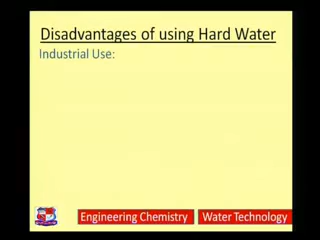 Disadvantages of using Hard Water
Industrial Use:
Engineering Chemistry
Water Technology